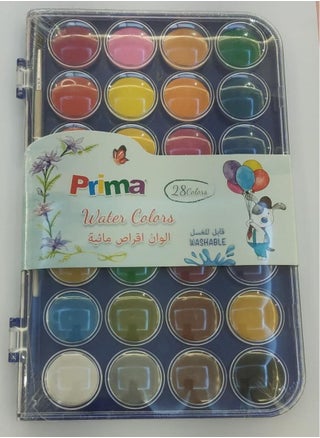 Prima
28 Colors
Water Colors
الوان اقراص مائية
قابل للغسل
WASHABLE